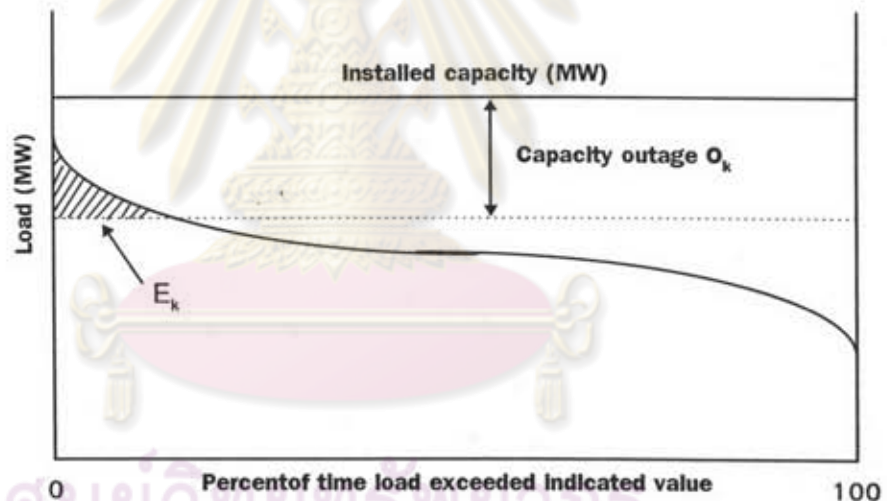 Installed capacity (MW)
Capacity outage Ok
Load (MW)
Ek
0
Percentof time load exceeded indicated value
100